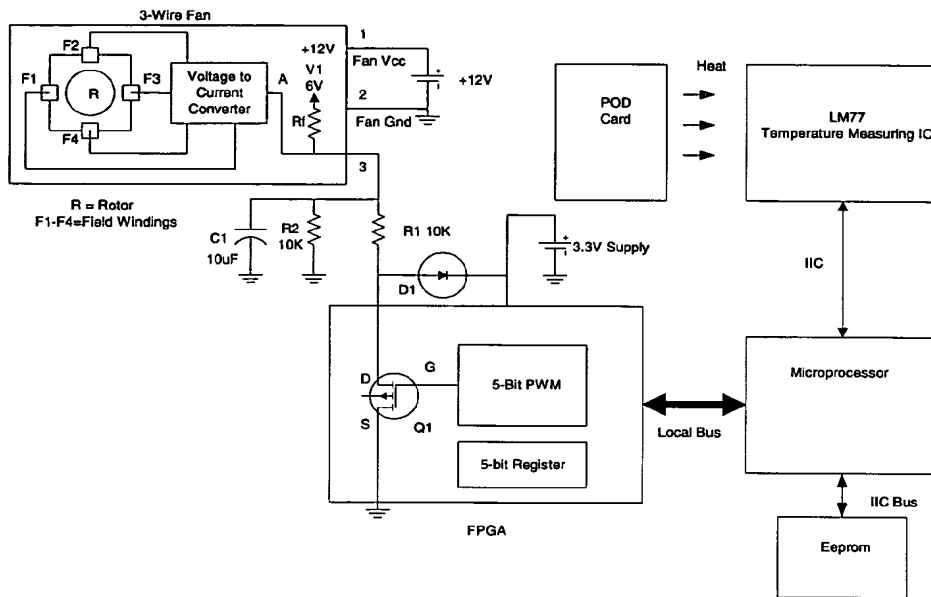 3-Wire Fan
F2
F1
F3
R
F4
Voltage to
Current
Converter
A
+12V
V1
6V
Rf
1
Fan Vcc
+12V
2
Fan Gnd
3
R = Rotor
F1-F4=Field Windings
C1
10uF
R2
10K
R1 10K
D1
3.3V Supply
POD
Card
Heat
LM77
Temperature Measuring IC
IIC
D
G
S
Q1
5-Bit PWM
5-bit Register
FPGA
Local Bus
Microprocessor
IIC Bus
Eeprom